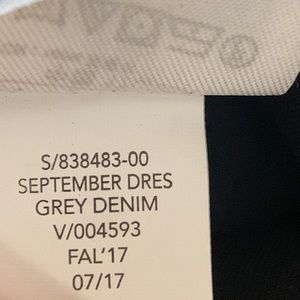 S/838483-00
SEPTEMBER DRES
GREY DENIM
V/004593
FAL'17
07/17